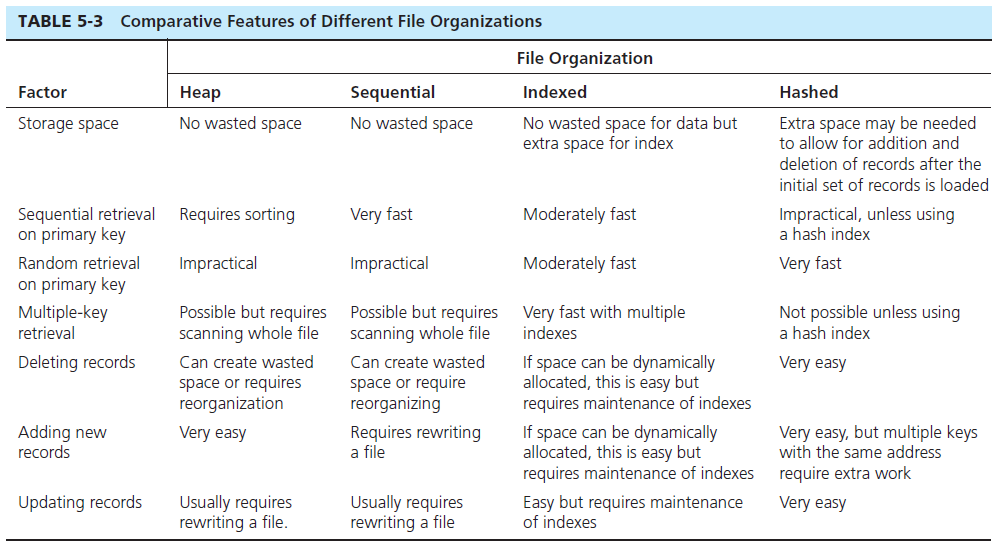 TABLE 5-3 Comparative Features of Different File Organizations
File Organization
Factor Heap Sequential Indexed Hashed
Storage space No wasted space No wasted space No wasted space for data but Extra space may be needed
extra space for index to allow for addition and
deletion of records after the
initial set of records is loaded
Sequential retrieval Requires sorting Very fast Moderately fast Impractical, unless using
on primary key a hash index
Random retrieval Impractical Impractical Moderately fast Very fast
on primary key
Multiple-key Possible but requires Possible but requires Very fast with multiple Not possible unless using
retrieval scanning whole file scanning whole file indexes a hash index
Deleting records Can create wasted Can create wasted If space can be dynamically Very easy
space or requires space or require allocated, this is easy but
reorganization reorganizing requires maintenance of indexes
Adding new Very easy Requires rewriting If space can be dynamically Very easy, but multiple keys
records a file allocated, this is easy but with the same address
requires maintenance of indexes require extra work
Updating records Usually requires Usually requires Easy but requires maintenance Very easy
rewriting a file. rewriting a file of indexes